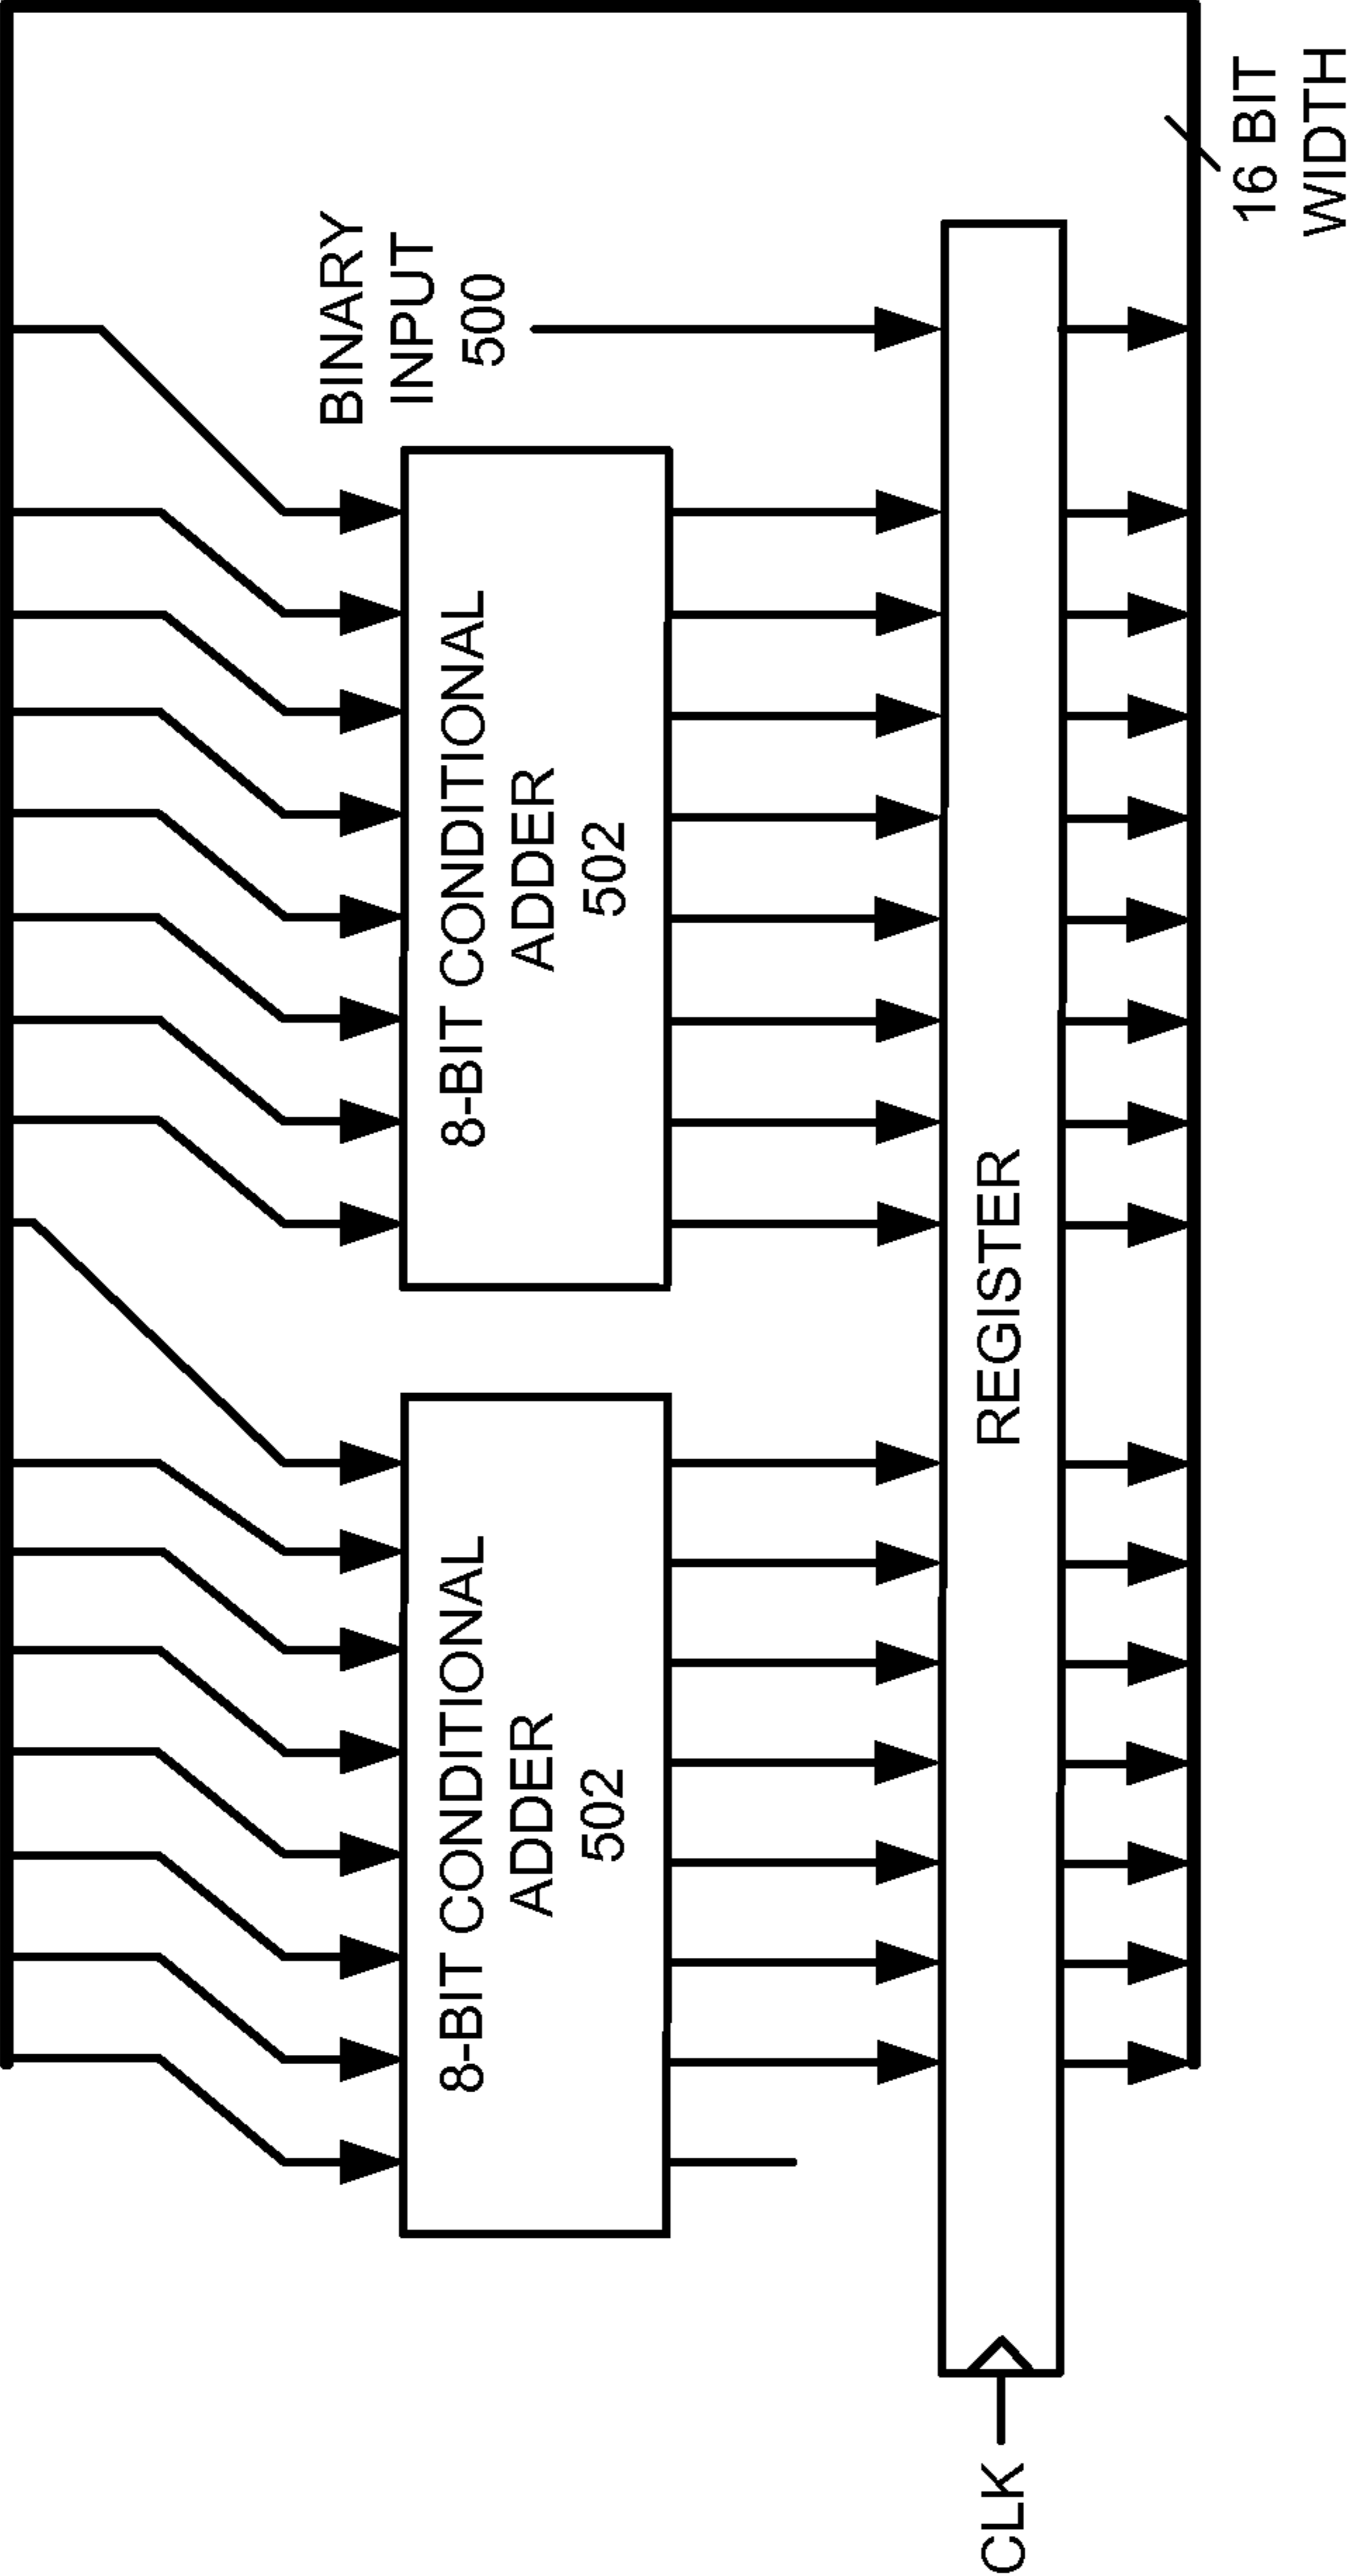 BINARY
INPUT
500
8-BIT CONDITIONAL
ADDER
502
8-BIT CONDITIONAL
ADDER
502
REGISTER
CLK
16 BIT
WIDTH